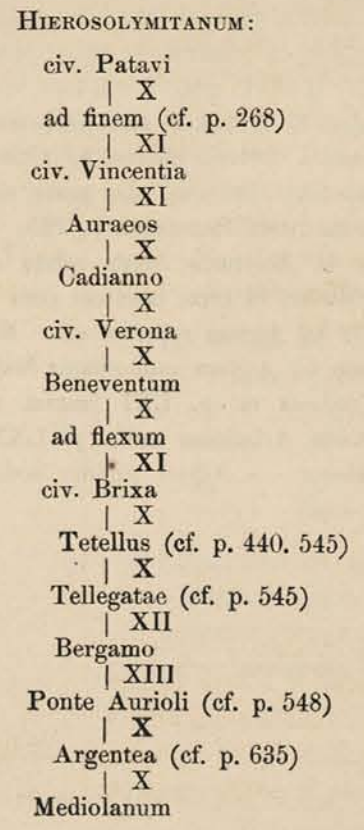 HIEROSOLYMITANUM:
civ. Patavi
| X
ad finem (cf. p. 268)
| XI
civ. Vincentia
| XI
Auraeos
| X
Cadianno
| X
civ. Verona
| X
Beneventum
| X
ad flexum
| XI
civ. Brixa
| X
Tetellus (cf. p. 440. 545)
| X
Tellegatae (cf. p. 545)
| XII
Bergamo
| XIII
Ponte Aurioli (cf. p. 548)
| X
Argentea (cf. p. 635)
| X
Mediolanum